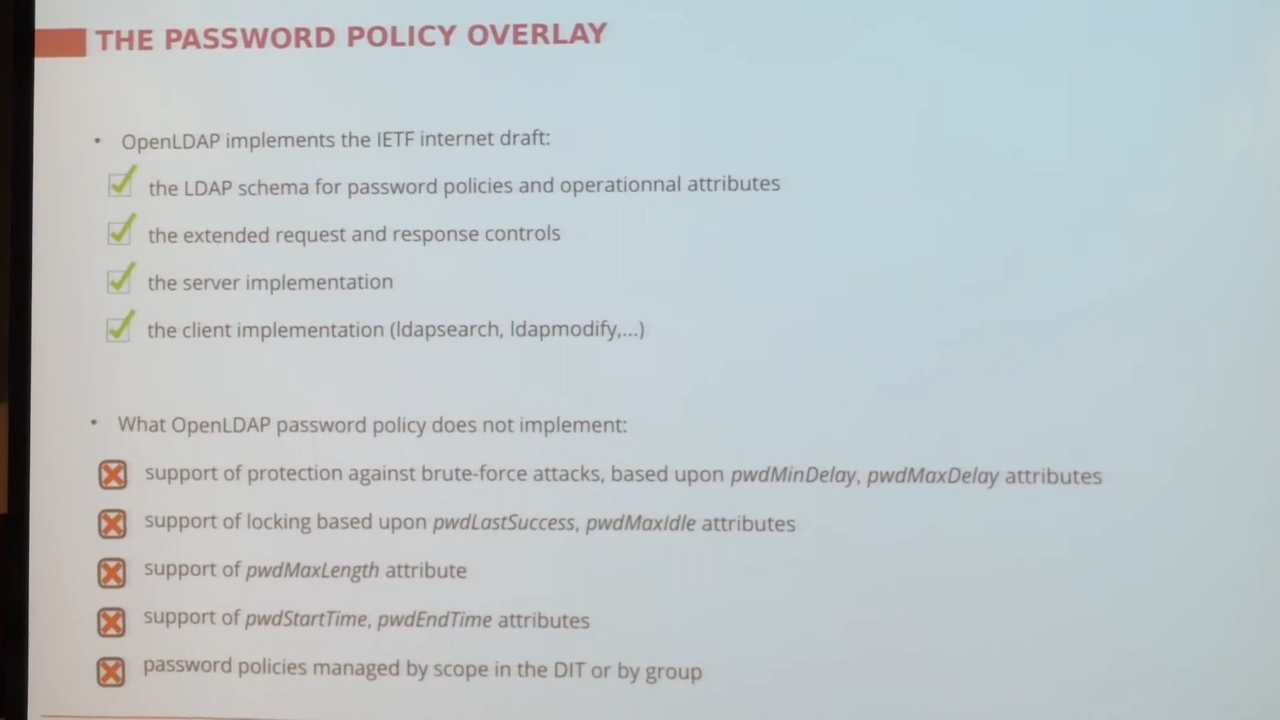 THE PASSWORD POLICY OVERLAY
• OpenLDAP implements the IETF internet draft:
the LDAP schema for password policies and operationnal attributes
the extended request and response controls
the server implementation
the client implementation (ldapsearch, ldapmodify,...)
• What OpenLDAP password policy does not implement:
support of protection against brute-force attacks, based upon pwdMinDelay, pwdMaxDelay attributes
support of locking based upon pwdLastSuccess, pwdMaxIdle attributes
support of pwdMaxLength attribute
support of pwdStartTime, pwdEndTime attributes
password policies managed by scope in the DIT or by group